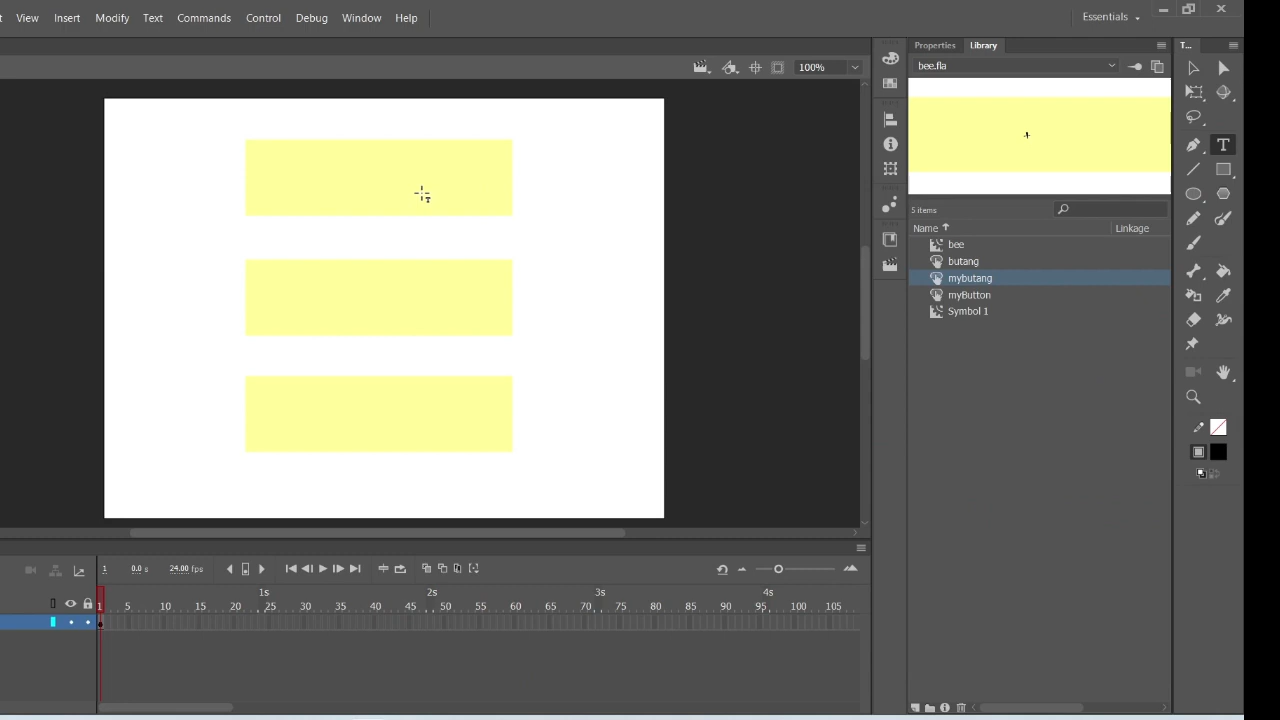 View Insert Modify Text Commands Control Debug Window Help Essentials
Properties Library T...
100% bee.fla
5 items
Name Linkage
bee
butang
mybutang
myButton
Symbol 1
1 0.0 s 24.00 fps
1s 2s 3s 4s
1 5 10 15 20 25 30 35 40 45 50 55 60 65 70 75 80 85 90 95 100 105